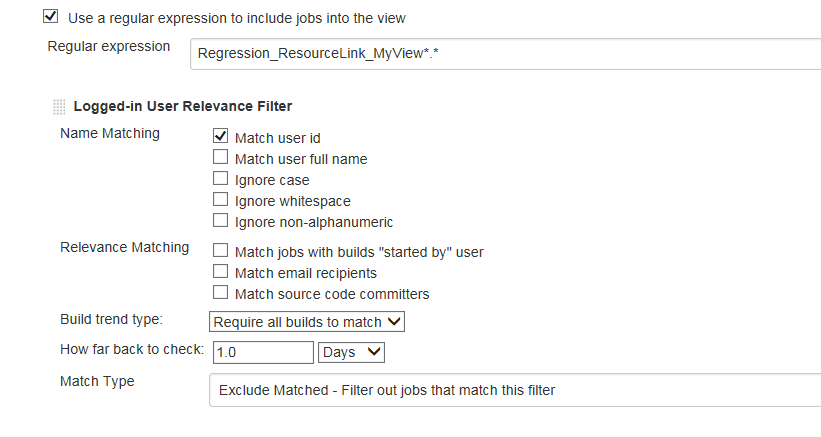 Use a regular expression to include jobs into the view
Regular expression Regression_ResourceLink_MyView*.*
Logged-in User Relevance Filter
Name Matching Match user id
Match user full name
Ignore case
Ignore whitespace
Ignore non-alphanumeric
Relevance Matching Match jobs with builds "started by" user
Match email recipients
Match source code committers
Build trend type: Require all builds to match
How far back to check: 1.0 Days
Match Type Exclude Matched - Filter out jobs that match this filter